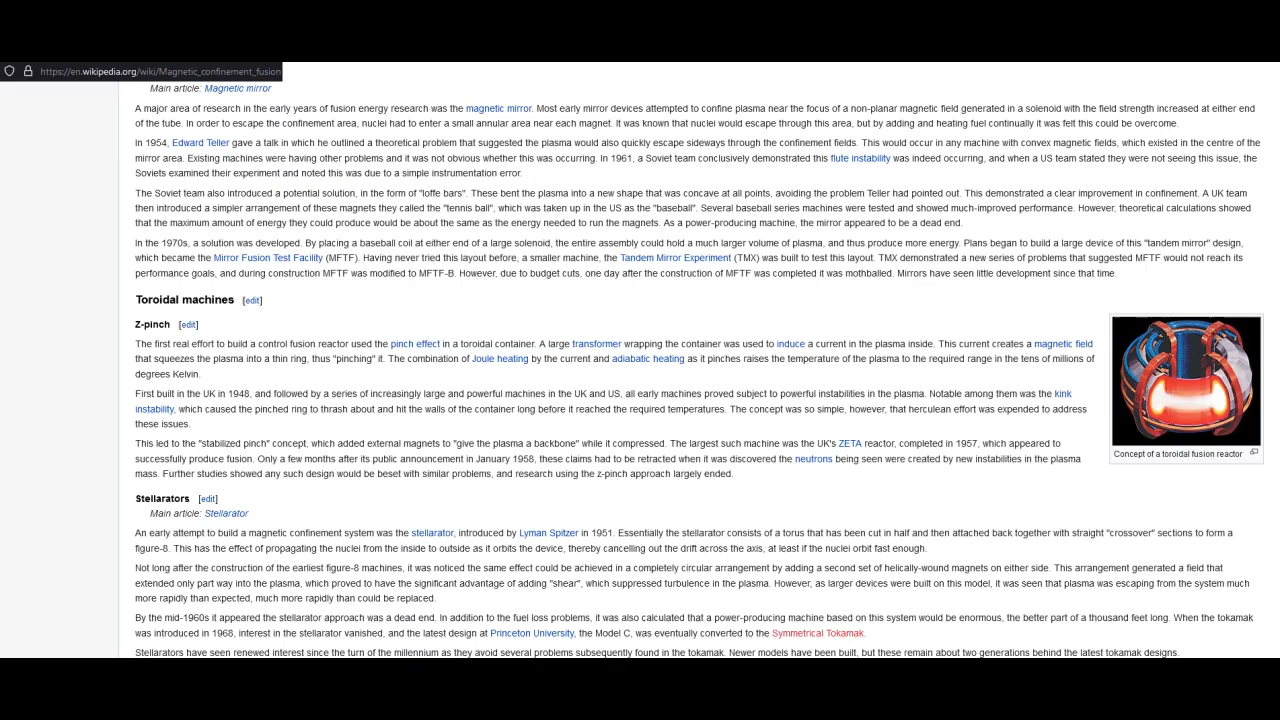 https://en.wikipedia.org/wiki/Magnetic_confinement_fusion
Main article: Magnetic mirror
A major area of research in the early years of fusion energy research was the magnetic mirror. Most early mirror devices attempted to confine plasma near the focus of a non-planar magnetic field generated in a solenoid with the field strength increased at either end
of the tube. In order to escape the confinement area, nuclei had to enter a small annular area near each magnet. It was known that nuclei would escape through this area, but by adding and heating fuel continually it was felt this could be overcome.
In 1954, Edward Teller gave a talk in which he outlined a theoretical problem that suggested the plasma would also quickly escape sideways through the confinement fields. This would occur in any machine with convex magnetic fields, which existed in the centre of the
mirror area. Existing machines were having other problems and it was not obvious whether this was occurring. In 1961, a Soviet team conclusively demonstrated this flute instability was indeed occurring, and when a US team stated they were not seeing this issue, the
Soviets examined their experiment and noted this was due to a simple instrumentation error.
The Soviet team also introduced a potential solution, in the form of "Ioffe bars". These bent the plasma into a new shape that was concave at all points, avoiding the problem Teller had pointed out. This demonstrated a clear improvement in confinement. A UK team
then introduced a simpler arrangement of these magnets they called the "tennis ball", which was taken up in the US as the "baseball". Several baseball series machines were tested and showed much-improved performance. However, theoretical calculations showed
that the maximum amount of energy they could produce would be about the same as the energy needed to run the magnets. As a power-producing machine, the mirror appeared to be a dead end.
In the 1970s, a solution was developed. By placing a baseball coil at either end of a large solenoid, the entire assembly could hold a much larger volume of plasma, and thus produce more energy. Plans began to build a large device of this "tandem mirror" design,
which became the Mirror Fusion Test Facility (MFTF). Having never tried this layout before, a smaller machine, the Tandem Mirror Experiment (TMX) was built to test this layout. TMX demonstrated a new series of problems that suggested MFTF would not reach its
performance goals, and during construction MFTF was modified to MFTF-B. However, due to budget cuts, one day after the construction of MFTF was completed it was mothballed. Mirrors have seen little development since that time.
Toroidal machines [edit]
Z-pinch [edit]
The first real effort to build a control fusion reactor used the pinch effect in a toroidal container. A large transformer wrapping the container was used to induce a current in the plasma inside. This current creates a magnetic field
that squeezes the plasma into a thin ring, thus "pinching" it. The combination of Joule heating by the current and adiabatic heating as it pinches raises the temperature of the plasma to the required range in the tens of millions of
degrees Kelvin.
First built in the UK in 1948, and followed by a series of increasingly large and powerful machines in the UK and US, all early machines proved subject to powerful instabilities in the plasma. Notable among them was the kink
instability, which caused the pinched ring to thrash about and hit the walls of the container long before it reached the required temperatures. The concept was so simple, however, that herculean effort was expended to address
these issues.
This led to the "stabilized pinch" concept, which added external magnets to "give the plasma a backbone" while it compressed. The largest such machine was the UK's ZETA reactor, completed in 1957, which appeared to
successfully produce fusion. Only a few months after its public announcement in January 1958, these claims had to be retracted when it was discovered the neutrons being seen were created by new instabilities in the plasma
mass. Further studies showed any such design would be beset with similar problems, and research using the z-pinch approach largely ended.
Concept of a toroidal fusion reactor
Stellarators [edit]
Main article: Stellarator
An early attempt to build a magnetic confinement system was the stellarator, introduced by Lyman Spitzer in 1951. Essentially the stellarator consists of a torus that has been cut in half and then attached back together with straight "crossover" sections to form a
figure-8. This has the effect of propagating the nuclei from the inside to outside as it orbits the device, thereby cancelling out the drift across the axis, at least if the nuclei orbit fast enough.
Not long after the construction of the earliest figure-8 machines, it was noticed the same effect could be achieved in a completely circular arrangement by adding a second set of helically-wound magnets on either side. This arrangement generated a field that
extended only part way into the plasma, which proved to have the significant advantage of adding "shear", which suppressed turbulence in the plasma. However, as larger devices were built on this model, it was seen that plasma was escaping from the system much
more rapidly than expected, much more rapidly than could be replaced.
By the mid-1960s it appeared the stellarator approach was a dead end. In addition to the fuel loss problems, it was also calculated that a power-producing machine based on this system would be enormous, the better part of a thousand feet long. When the tokamak
was introduced in 1968, interest in the stellarator vanished, and the latest design at Princeton University, the Model C, was eventually converted to the Symmetrical Tokamak.
Stellarators have seen renewed interest since the turn of the millennium as they avoid several problems subsequently found in the tokamak. Newer models have been built, but these remain about two generations behind the latest tokamak designs.